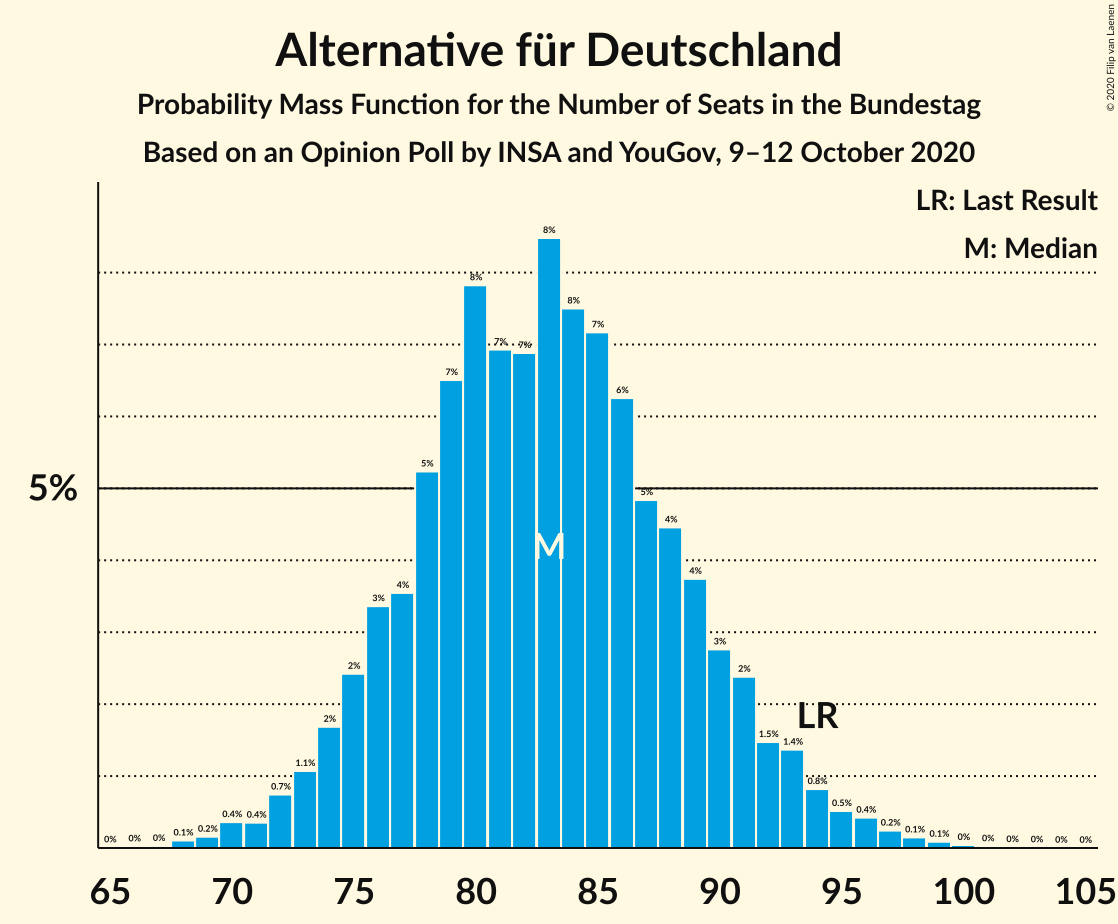 Alternative für Deutschland
Probability Mass Function for the Number of Seats in the Bundestag
Based on an Opinion Poll by INSA and YouGov, 9–12 October 2020
© 2020 Filip van Laenen
LR: Last Result
M: Median
5%
0% 0% 0% 0.1% 0.2% 0.4% 0.4% 0.7% 1.1% 2% 2% 3% 4% 5% 7% 8% 7% 7% 8% 8% 7% 6% 5% 4% 4% 3% 2% 1.5% 1.4% 0.8% 0.5% 0.4% 0.2% 0.1% 0.1% 0% 0% 0% 0% 0% 0%
M
LR
65 70 75 80 85 90 95 100 105